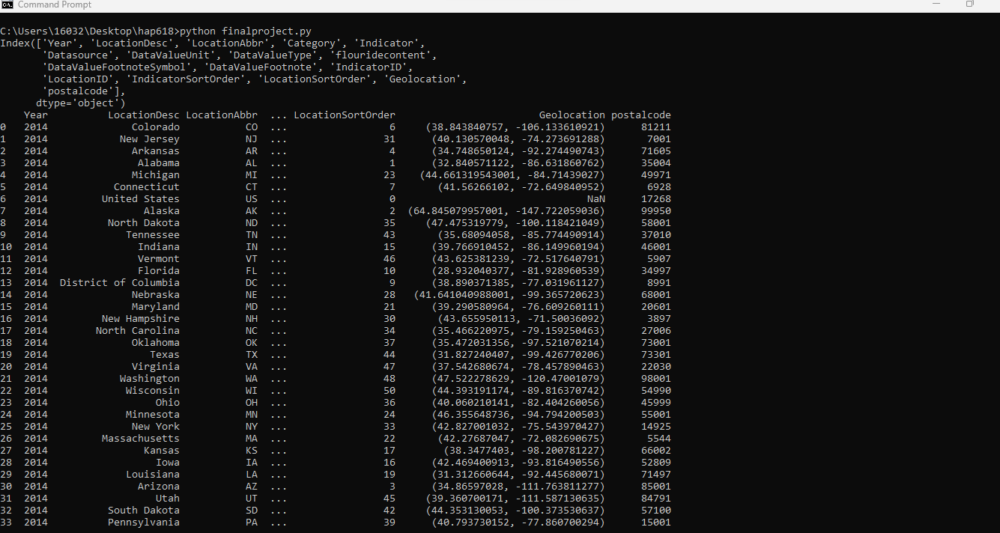 Command Prompt
C:\Users\16032\Desktop\hap618>python finalproject.py
Index(['Year', 'LocationDesc', 'LocationAbbr', 'Category', 'Indicator',
       'Datasource', 'DataValueUnit', 'DataValueType', 'flouridecontent',
       'DataValueFootnoteSymbol', 'DataValueFootnote', 'IndicatorID',
       'LocationID', 'IndicatorSortOrder', 'LocationSortOrder', 'Geolocation',
       'postalcode'],
      dtype='object')
Year LocationDesc LocationAbbr ... LocationSortOrder Geolocation postalcode
0 2014 Colorado CO ... 6 (38.843840757, -106.133610921) 81211
1 2014 New Jersey NJ ... 31 (40.130570048, -74.273691288) 7001
2 2014 Arkansas AR ... 4 (34.748650124, -92.274490743) 71605
3 2014 Alabama AL ... 1 (32.840571122, -86.631860762) 35004
4 2014 Michigan MI ... 23 (44.661319543001, -84.71439027) 49971
5 2014 Connecticut CT ... 7 (41.56266102, -72.649840952) 6928
6 2014 United States US ... 0 NaN 17268
7 2014 Alaska AK ... 2 (64.845079957001, -147.722059036) 99950
8 2014 North Dakota ND ... 35 (47.475319779, -100.118421049) 58001
9 2014 Tennessee TN ... 43 (35.68094058, -85.774490914) 37010
10 2014 Indiana IN ... 15 (39.766910452, -86.149960194) 46001
11 2014 Vermont VT ... 46 (43.625381239, -72.517640791) 5907
12 2014 Florida FL ... 10 (28.932040377, -81.928960539) 34997
13 2014 District of Columbia DC ... 9 (38.890371385, -77.031961127) 8991
14 2014 Nebraska NE ... 28 (41.641040988001, -99.365720623) 68001
15 2014 Maryland MD ... 21 (39.290580964, -76.609260111) 20601
16 2014 New Hampshire NH ... 30 (43.655950113, -71.50036092) 3897
17 2014 North Carolina NC ... 34 (35.466220975, -79.159250463) 27006
18 2014 Oklahoma OK ... 37 (35.472031356, -97.521070214) 73001
19 2014 Texas TX ... 44 (31.827240407, -99.426770206) 73301
20 2014 Virginia VA ... 47 (37.542680674, -78.457890463) 22030
21 2014 Washington WA ... 48 (47.522278629, -120.47001079) 98001
22 2014 Wisconsin WI ... 50 (44.393191174, -89.816370742) 54990
23 2014 Ohio OH ... 36 (40.060210141, -82.404260056) 45999
24 2014 Minnesota MN ... 24 (46.355648736, -94.794200503) 55001
25 2014 New York NY ... 33 (42.827001032, -75.543970427) 14925
26 2014 Massachusetts MA ... 22 (42.27687047, -72.082690675) 5544
27 2014 Kansas KS ... 17 (38.3477403, -98.200781227) 66002
28 2014 Iowa IA ... 16 (42.469400913, -93.816490556) 52809
29 2014 Louisiana LA ... 19 (31.312660644, -92.445680071) 71497
30 2014 Arizona AZ ... 3 (34.86597028, -111.763811277) 85001
31 2014 Utah UT ... 45 (39.360700171, -111.587130635) 84791
32 2014 South Dakota SD ... 42 (44.353130053, -100.373530637) 57100
33 2014 Pennsylvania PA ... 39 (40.793730152, -77.860700294) 15001